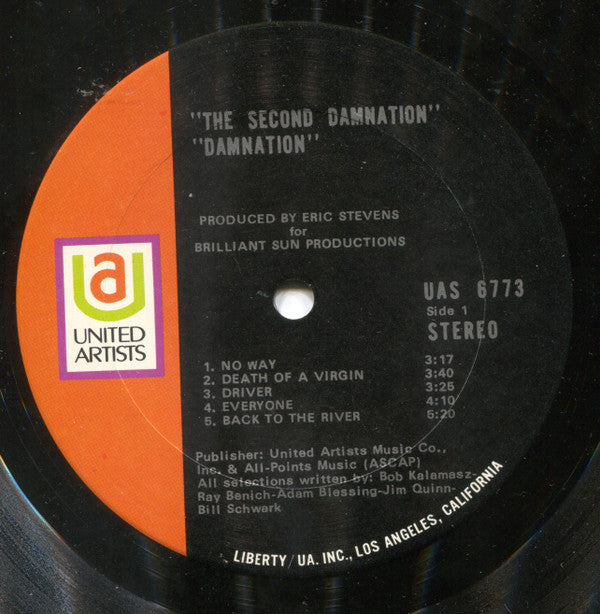 "THE SECOND DAMNATION"
"DAMNATION"
PRODUCED BY ERIC STEVENS
for
BRILLIANT SUN PRODUCTIONS
ua
UNITED
ARTISTS
UAS 6773
Side 1
STEREO
1. NO WAY 3:17
2. DEATH OF A VIRGIN 3:40
3. DRIVER 3:25
4. EVERYONE 4:10
5. BACK TO THE RIVER 5:20
Publisher: United Artists Music Co.,
Inc. & All-Points Music (ASCAP)
All selections written by: Bob Kalamasz-
Ray Benich-Adam Blessing-Jim Quinn-
Bill Schwark
LIBERTY/UA. INC., LOS ANGELES, CALIFORNIA